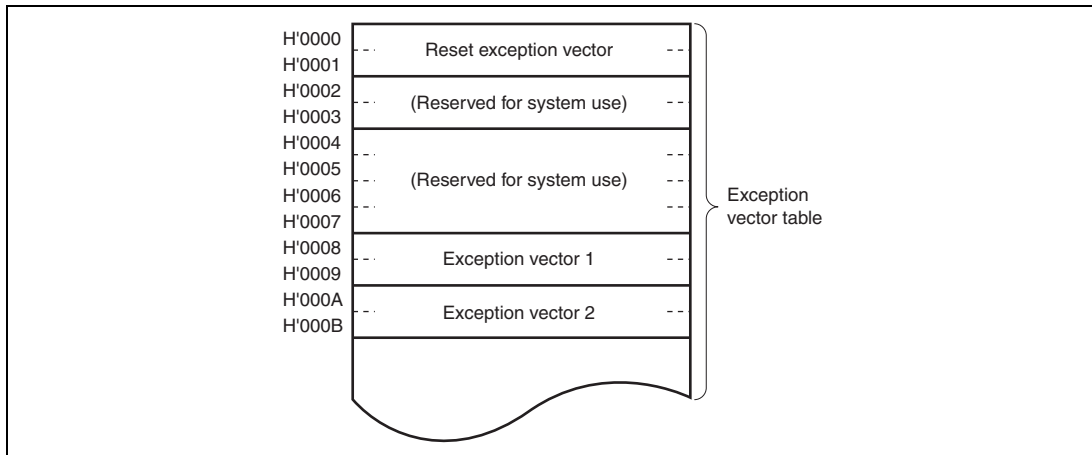 H'0000
Reset exception vector
H'0001
H'0002
(Reserved for system use)
H'0003
H'0004
H'0005
(Reserved for system use)
H'0006
H'0007
H'0008
Exception vector 1
H'0009
H'000A
Exception vector 2
H'000B
Exception
vector table